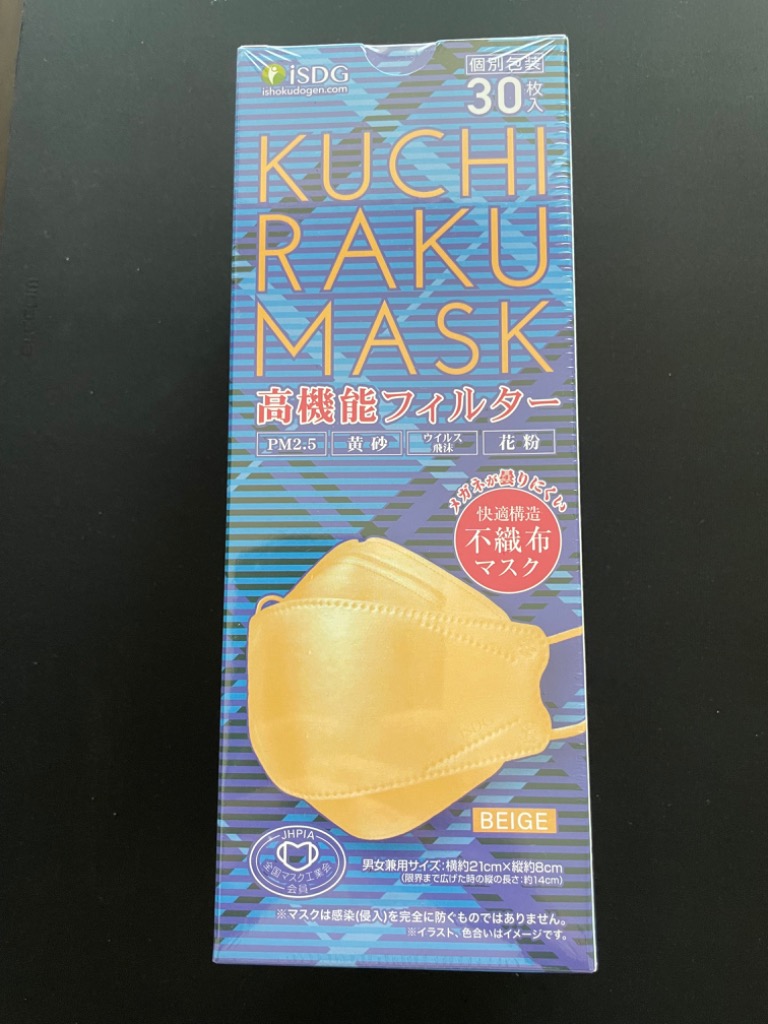 iSDG
ishokudogen.com
個別包装
30枚入
KUCHI
RAKU
MASK
高機能フィルター
PM2.5 黄砂 ウイルス飛沫 花粉
メガネが曇りにくい
快適構造
不織布
マスク
BEIGE
JHPIA
全国マスク工業会
会員
男女兼用サイズ:横約21cm×縦約8cm
(限界まで広げた時の縦の長さ:約14cm)
※マスクは感染(侵入)を完全に防ぐものではありません。
※イラスト、色合いはイメージです。